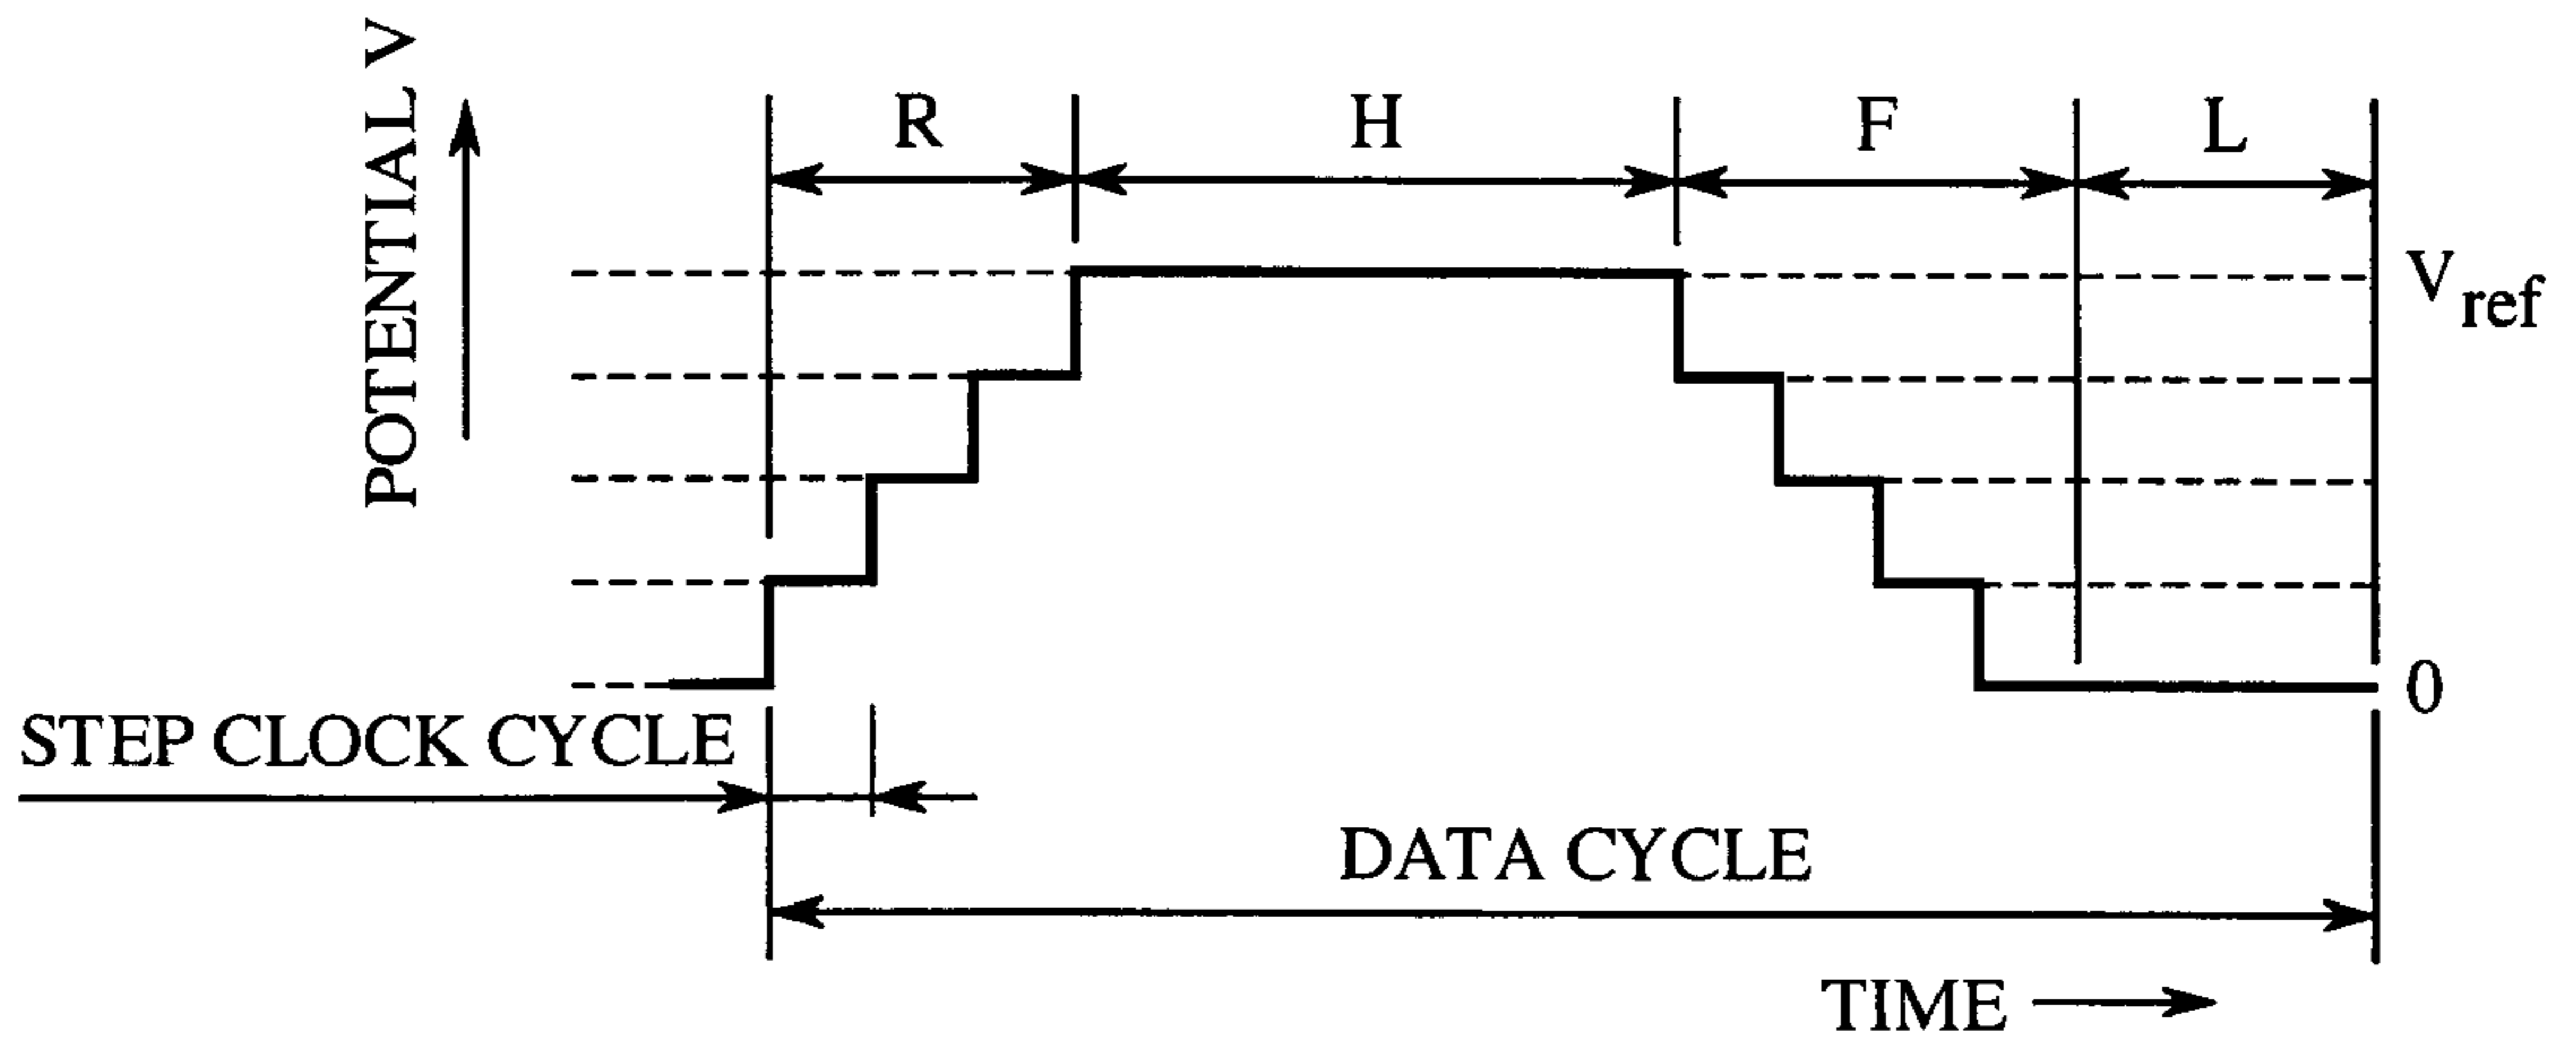 POTENTIAL V
R
H
F
L
V ref
0
STEP CLOCK CYCLE
DATA CYCLE
TIME